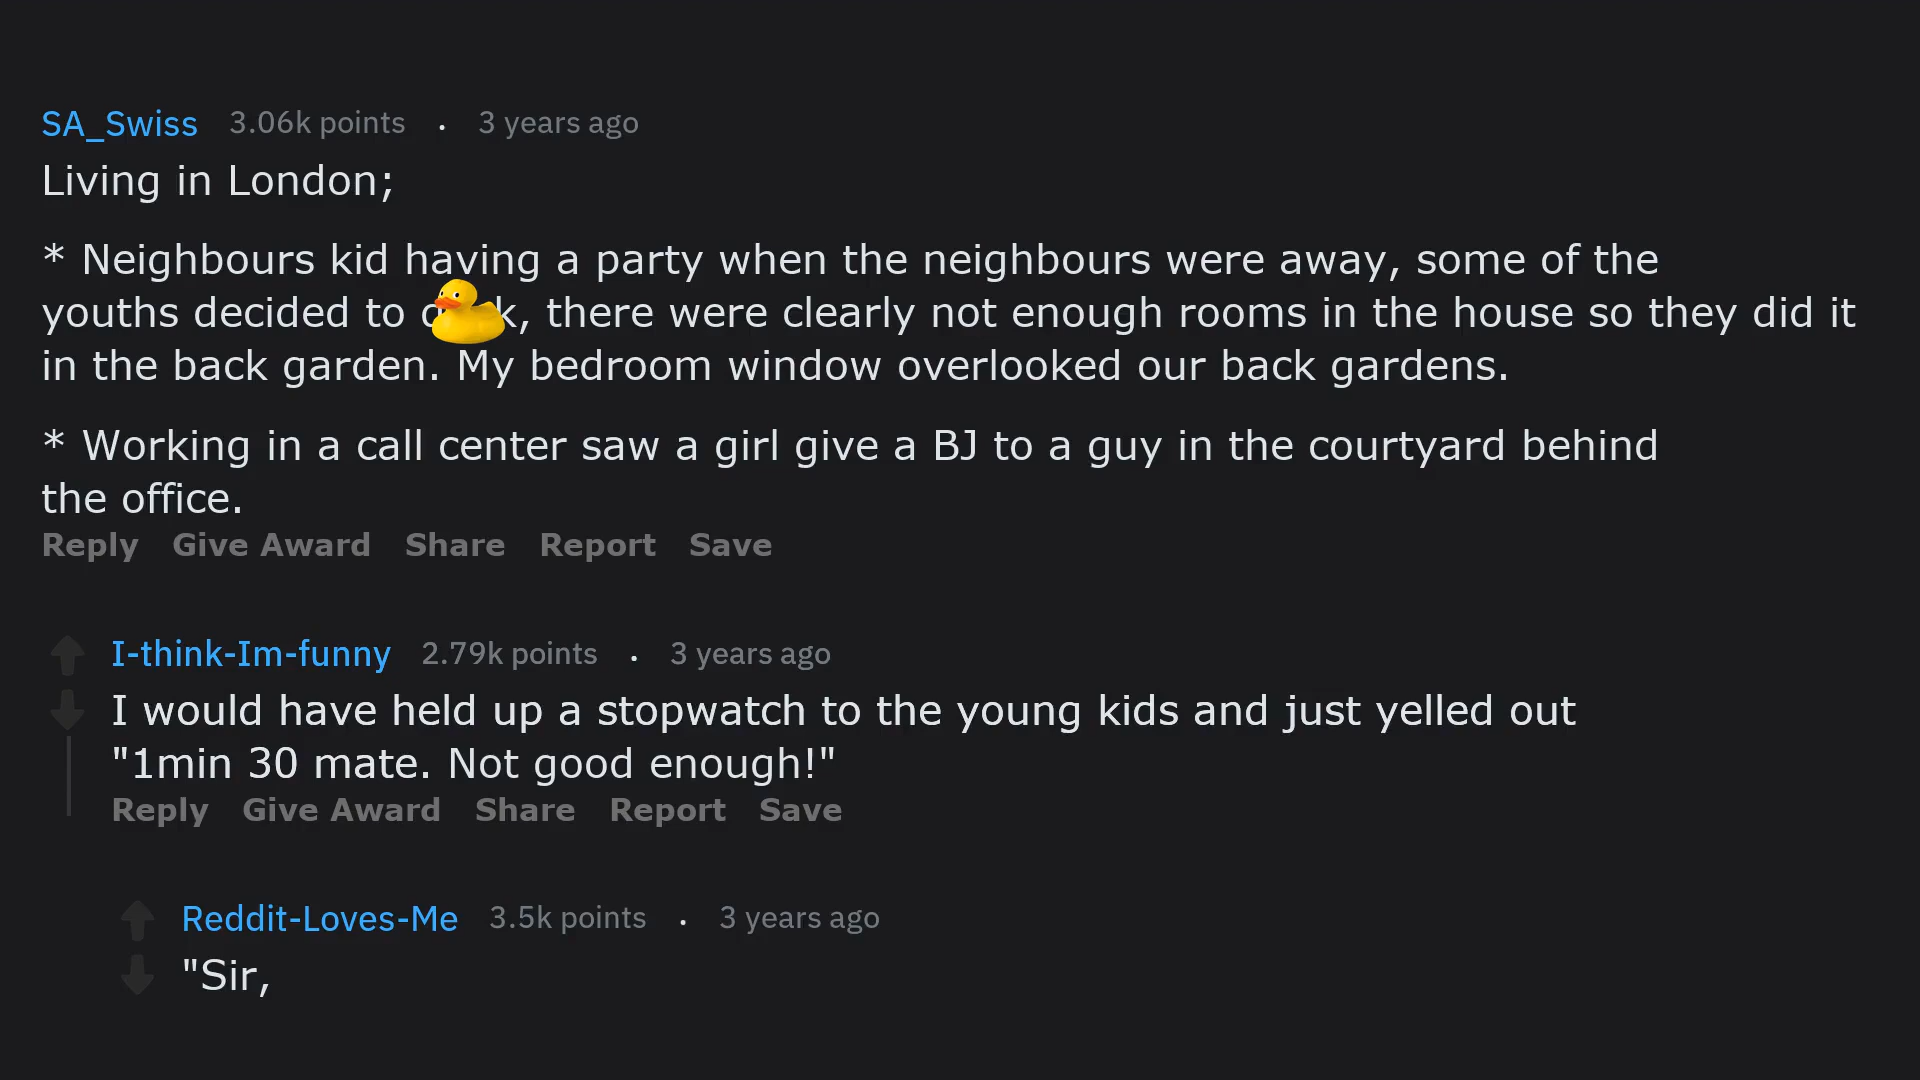 SA_Swiss 3.06k points . 3 years ago
Living in London;
* Neighbours kid having a party when the neighbours were away, some of the
youths decided to , there were clearly not enough rooms in the house so they did it
in the back garden. My bedroom window overlooked our back gardens.
* Working in a call center saw a girl give a BJ to a guy in the courtyard behind
the office.
Reply Give Award Share Report Save
I-think-Im-funny 2.79k points . 3 years ago
I would have held up a stopwatch to the young kids and just yelled out
"1min 30 mate. Not good enough!"
Reply Give Award Share Report Save
Reddit-Loves-Me 3.5k points . 3 years ago
"Sir,